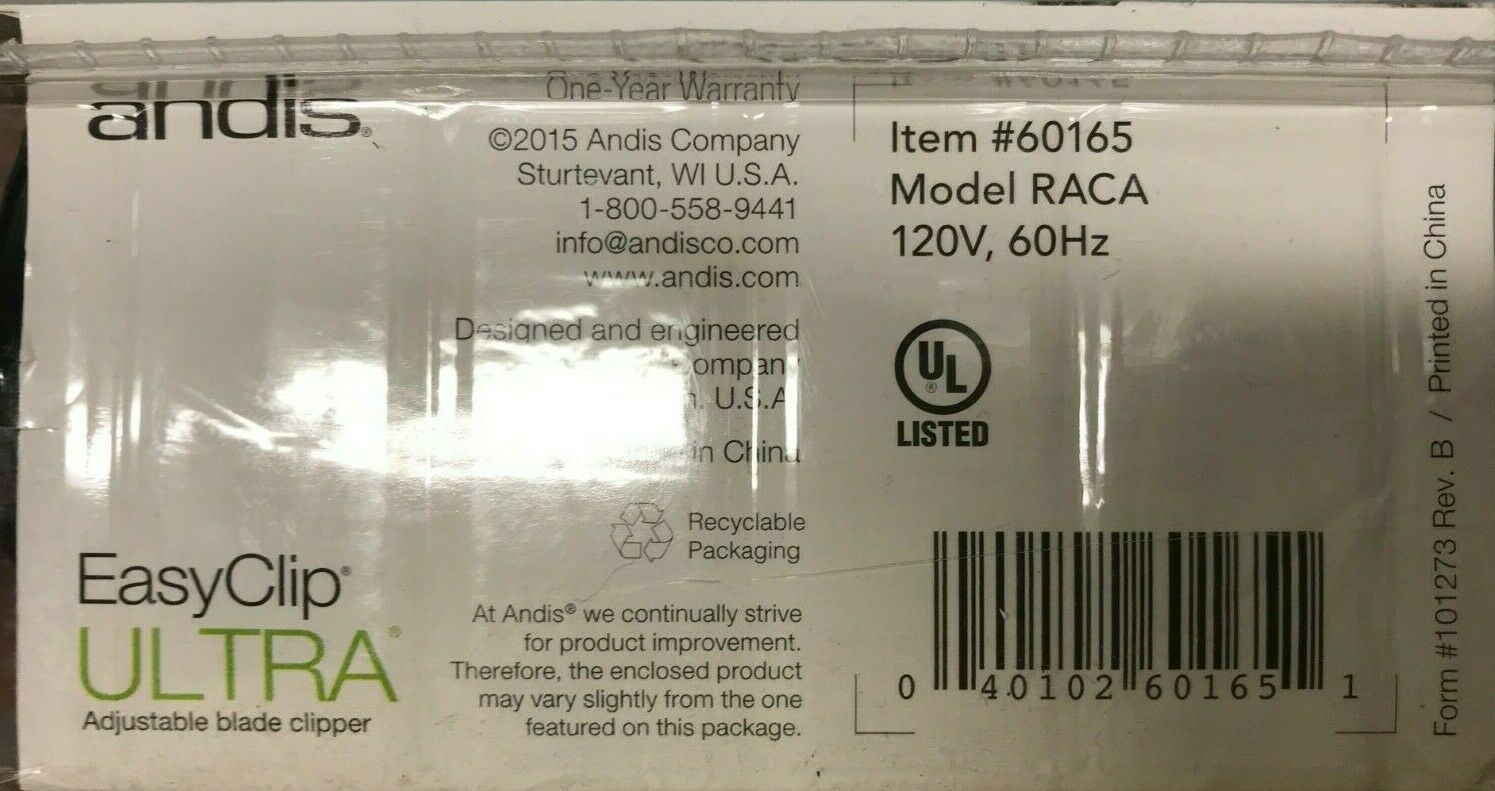 andis®
EasyClip®
ULTRA®
Adjustable blade clipper
One-Year Warranty
©2015 Andis Company
Sturtevant, WI U.S.A.
1-800-558-9441
info@andisco.com
www.andis.com
Designed and engineered
U.S.A
in China
Recyclable
Packaging
At Andis® we continually strive
for product improvement.
Therefore, the enclosed product
may vary slightly from the one
featured on this package.
Item #60165
Model RACA
120V, 60Hz
UL®
LISTED
0 40102 60165 1
Form #101273 Rev. B / Printed in China